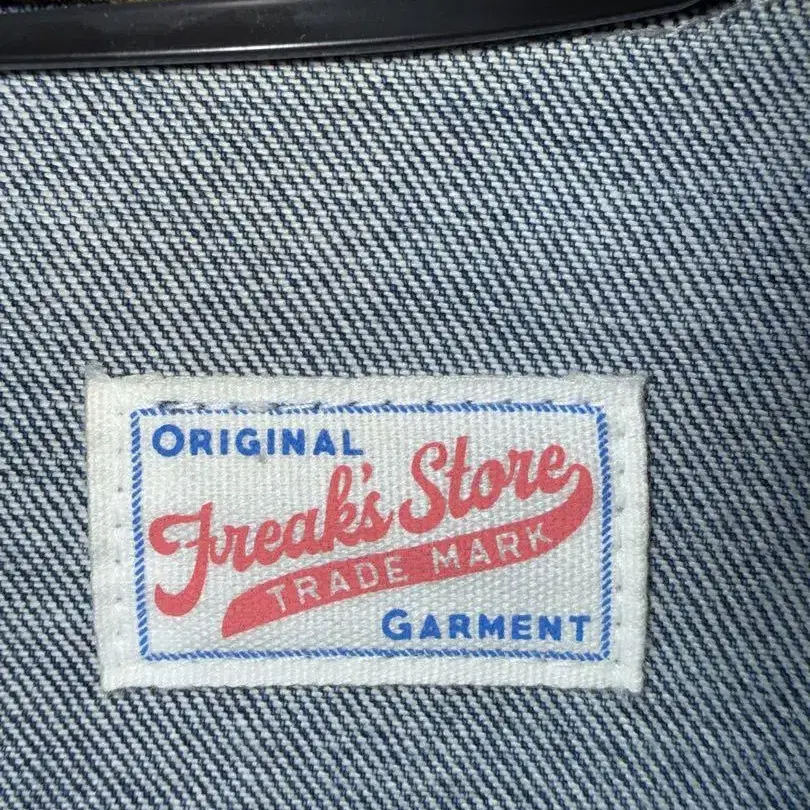 ORIGINAL
Freak's Store
TRADE MARK
GARMENT